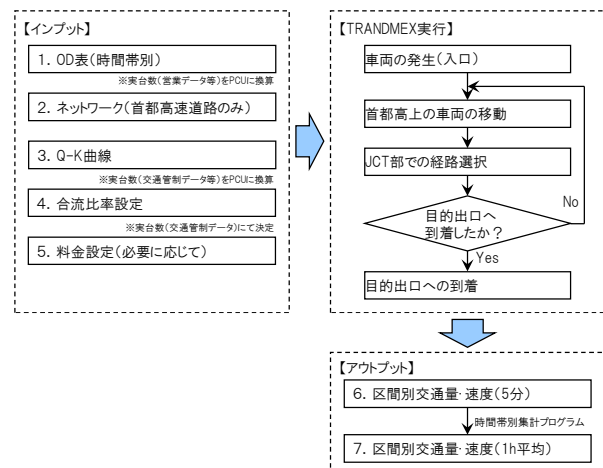 【インプット】
1. OD表(時間帯別)
※実台数(営業データ等)をPCUに換算
2. ネットワーク(首都高速道路のみ)
3. Q-K曲線
※実台数(交通管制データ等)をPCUに換算
4. 合流比率設定
※実台数(交通管制データ)にて決定
5. 料金設定(必要に応じて)
【TRANDMEX実行】
車両の発生(入口)
首都高上の車両の移動
JCT部での経路選択
No
目的出口へ
到着したか?
Yes
目的出口への到着
【アウトプット】
6. 区間別交通量・速度(5分)
時間帯別集計プログラム
7. 区間別交通量・速度(1h平均)